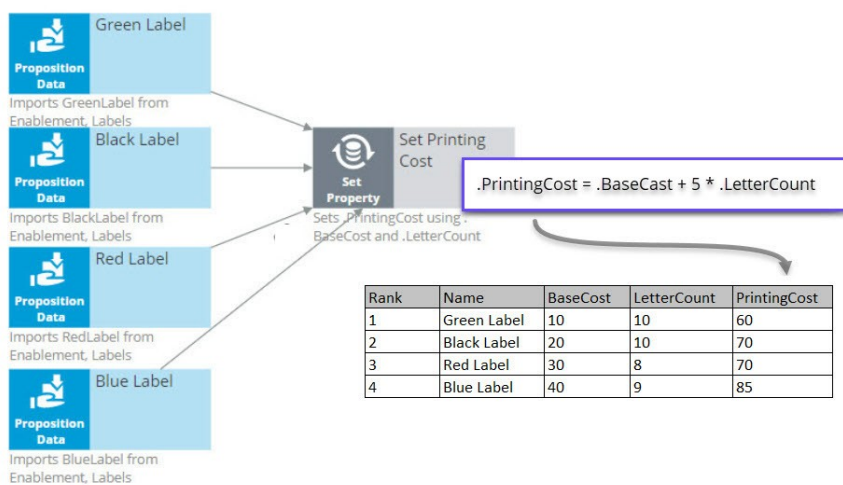 Green Label
Proposition
Data
Imports GreenLabel from
Enablement, Labels
Black Label
Proposition
Data
Imports BlackLabel from
Enablement, Labels
Red Label
Proposition
Data
Imports RedLabel from
Enablement, Labels
Blue Label
Proposition
Data
Imports BlueLabel from
Enablement, Labels
Set Printing
Cost
Set
Property
Sets .PrintingCost using .
BaseCost and .LetterCount
.PrintingCost = .BaseCast + 5 * .LetterCount
Rank Name BaseCost LetterCount PrintingCost
1 Green Label 10 10 60
2 Black Label 20 10 70
3 Red Label 30 8 70
4 Blue Label 40 9 85